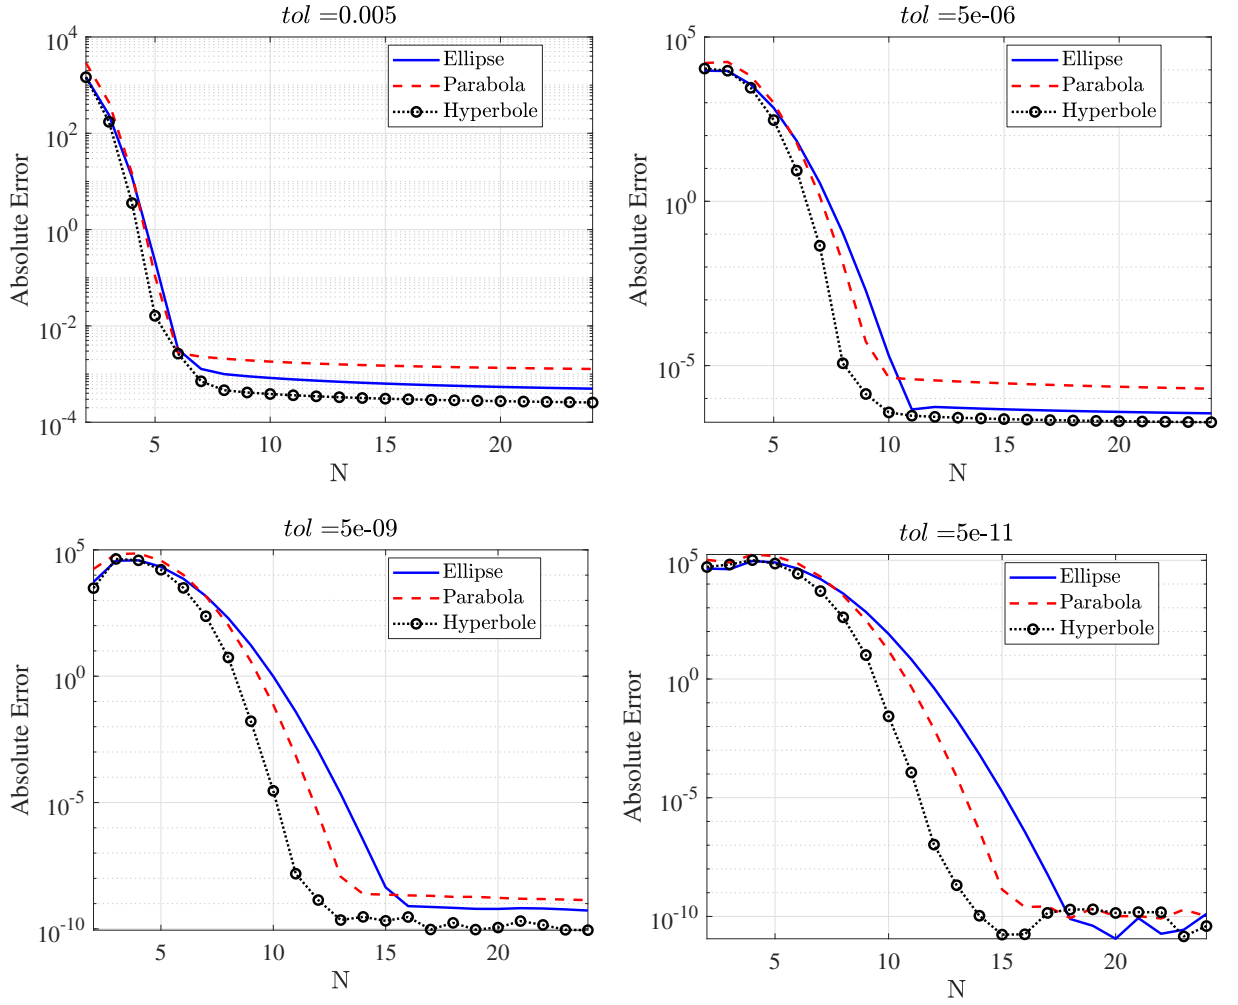 tol =0.005
10^4
10^2
10^0
10^-2
10^-4
Absolute Error
5
10
15
20
N
Ellipse
Parabola
Hyperbole
tol =5e-06
10^5
10^0
10^-5
Absolute Error
5
10
15
20
N
Ellipse
Parabola
Hyperbole
tol =5e-09
10^5
10^0
10^-5
10^-10
Absolute Error
5
10
15
20
N
Ellipse
Parabola
Hyperbole
tol =5e-11
10^5
10^0
10^-5
10^-10
Absolute Error
5
10
15
20
N
Ellipse
Parabola
Hyperbole